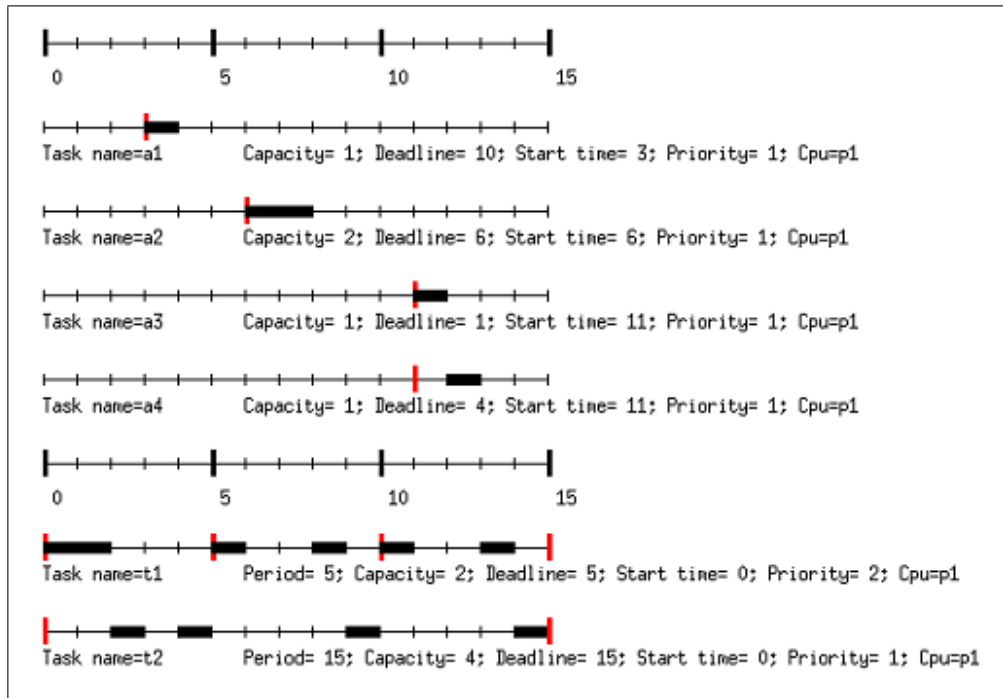 0 5 10 15
Task name=a1 Capacity= 1; Deadline= 10; Start time= 3; Priority= 1; Cpu=p1
Task name=a2 Capacity= 2; Deadline= 6; Start time= 6; Priority= 1; Cpu=p1
Task name=a3 Capacity= 1; Deadline= 1; Start time= 11; Priority= 1; Cpu=p1
Task name=a4 Capacity= 1; Deadline= 4; Start time= 11; Priority= 1; Cpu=p1
0 5 10 15
Task name=t1 Period= 5; Capacity= 2; Deadline= 5; Start time= 0; Priority= 2; Cpu=p1
Task name=t2 Period= 15; Capacity= 4; Deadline= 15; Start time= 0; Priority= 1; Cpu=p1